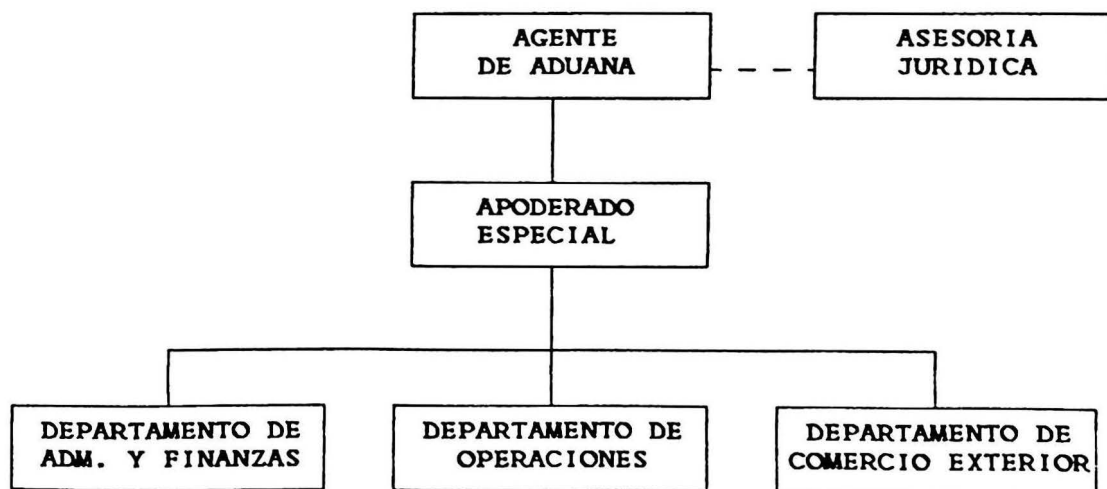 AGENTE
DE ADUANA
ASESORIA
JURIDICA
APODERADO
ESPECIAL
DEPARTAMENTO DE
ADM. Y FINANZAS
DEPARTAMENTO DE
OPERACIONES
DEPARTAMENTO DE
COMERCIO EXTERIOR